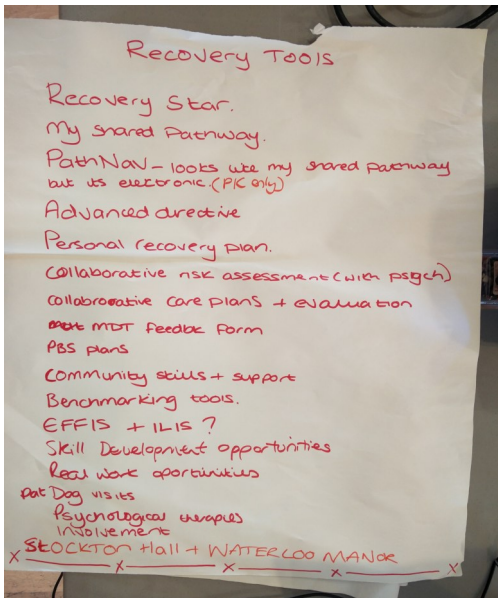 Recovery Tools
Recovery Star.
My shared Pathway.
PathNav - looks like my shared pathway
but its electronic. (PiC only)
Advanced directive
Personal recovery plan.
Collaborative risk assessment (with psych)
collabroative care plans + evaluation
MDT feedbk form
PBS plans
Community skills + support
Benchmarking tools.
EFFIS + ILIS ?
Skill Development opportunities
Real work oportunities
Pat Dog visits
Psychological therapies
involvement
STOCKTON Hall + WATERLOO MANOR
x x x x x